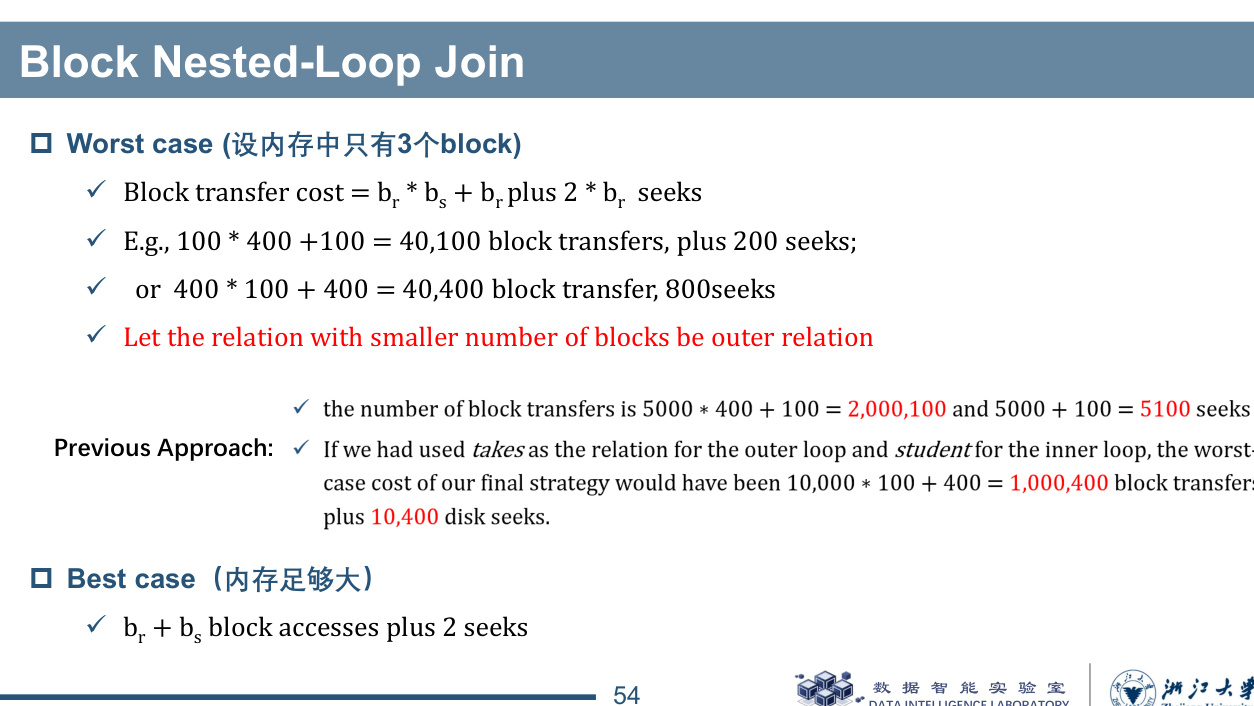 Block Nested-Loop Join
Worst case (设内存中只有3个block)
Block transfer cost = bᵣ * bₛ + bᵣ plus 2 * bᵣ seeks
E.g., 100 * 400 +100 = 40,100 block transfers, plus 200 seeks;
or 400 * 100 + 400 = 40,400 block transfer, 800seeks
Let the relation with smaller number of blocks be outer relation
the number of block transfers is 5000 ∗ 400 + 100 = 2,000,100 and 5000 + 100 = 5100 seeks
Previous Approach:
If we had used takes as the relation for the outer loop and student for the inner loop, the worst-
case cost of our final strategy would have been 10,000 ∗ 100 + 400 = 1,000,400 block transfers
plus 10,400 disk seeks.
Best case（内存足够大）
bᵣ + bₛ block accesses plus 2 seeks
54
数据智能实验室
DATA INTELLIGENCE LABORATORY
浙江大学